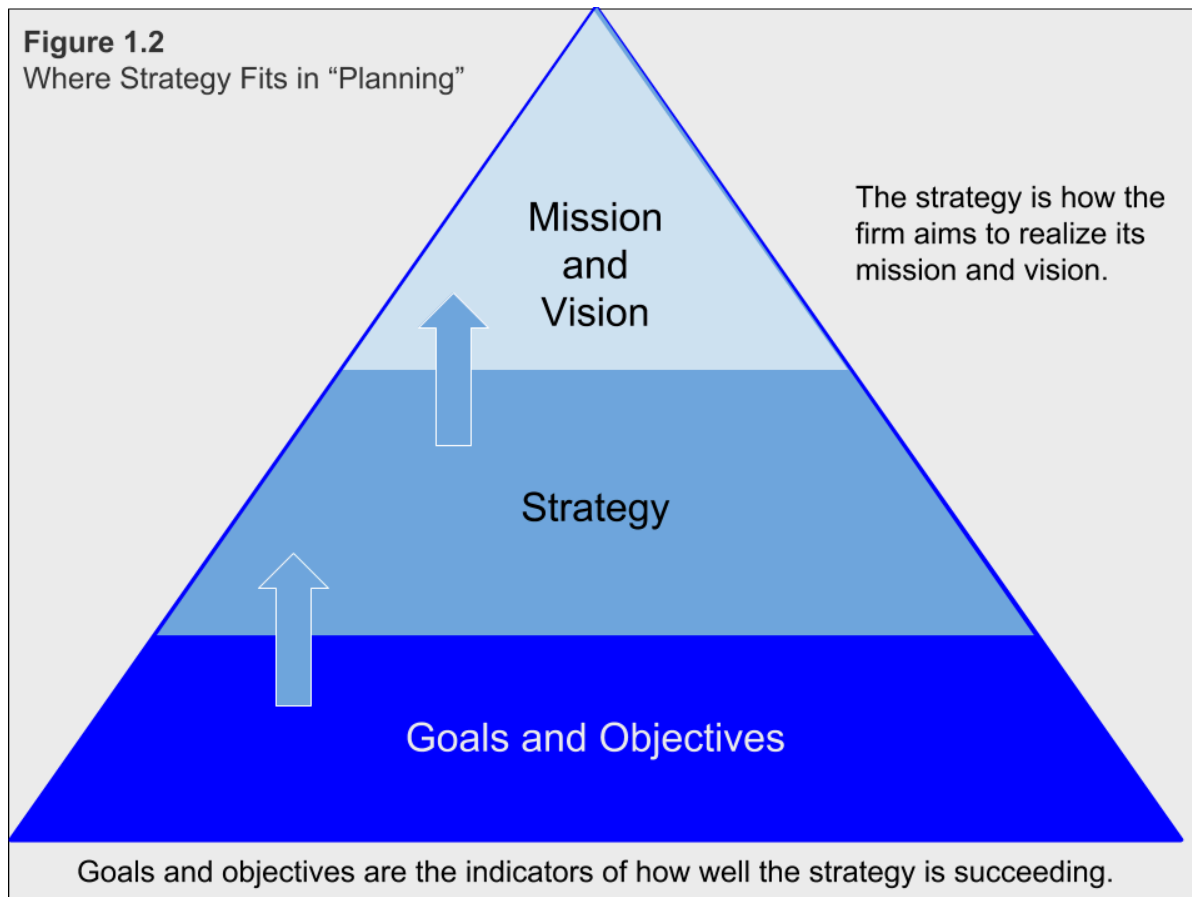 Figure 1.2
Where Strategy Fits in “Planning”
Mission
and
Vision
The strategy is how the
firm aims to realize its
mission and vision.
Strategy
Goals and Objectives
Goals and objectives are the indicators of how well the strategy is succeeding.